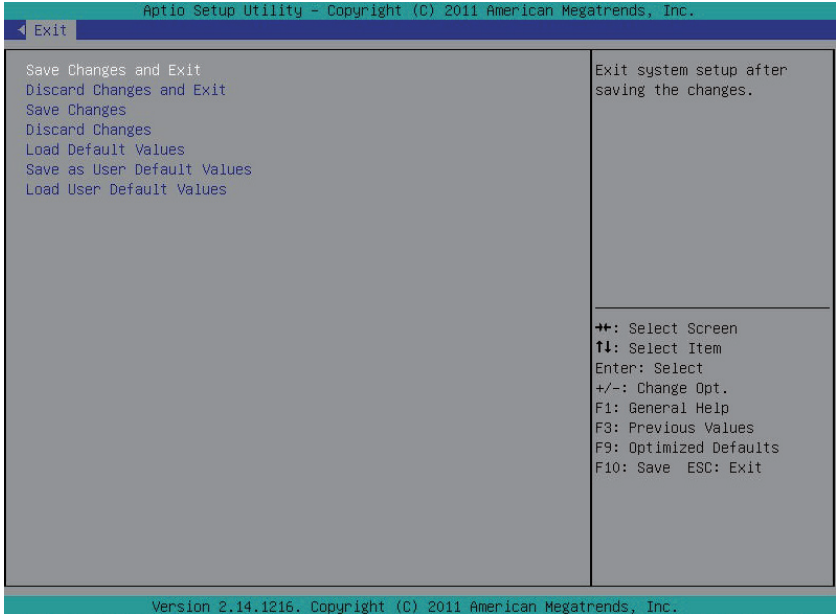 Aptio Setup Utility – Copyright (C) 2011 American Megatrends, Inc.
Exit
Save Changes and Exit
Discard Changes and Exit
Save Changes
Discard Changes
Load Default Values
Save as User Default Values
Load User Default Values
Exit system setup after
saving the changes.
→←: Select Screen
↑↓: Select Item
Enter: Select
+/-: Change Opt.
F1: General Help
F3: Previous Values
F9: Optimized Defaults
F10: Save  ESC: Exit
Version 2.14.1216. Copyright (C) 2011 American Megatrends, Inc.